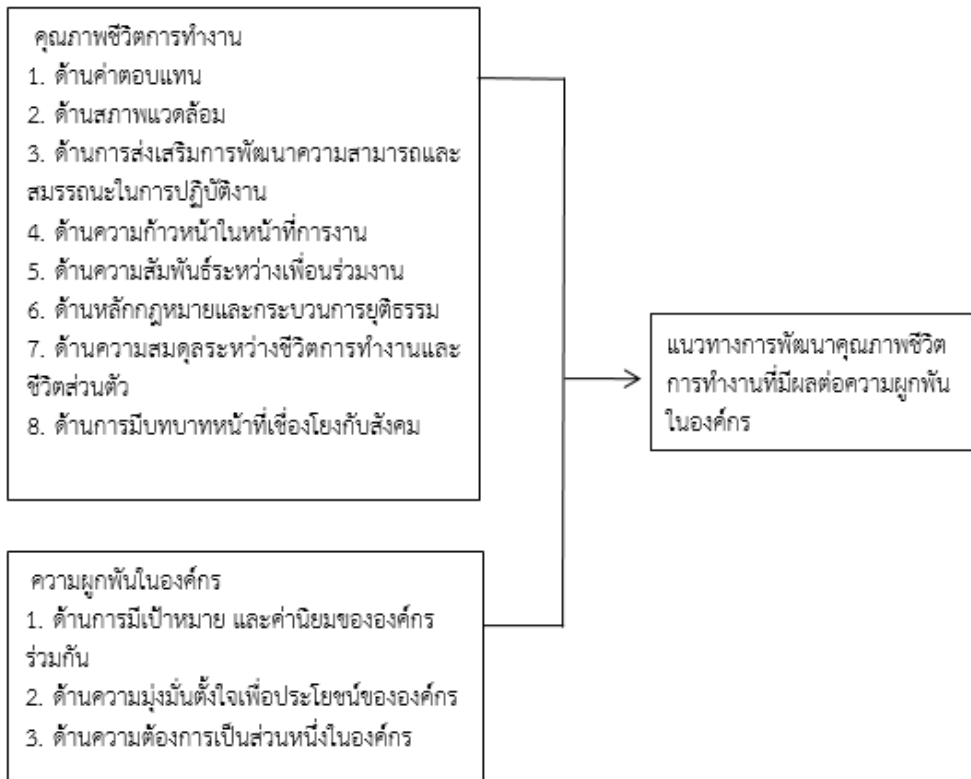 คุณภาพชีวิตการทำงาน
1. ด้านค่าตอบแทน
2. ด้านสภาพแวดล้อม
3. ด้านการส่งเสริมการพัฒนาความสามารถและ
สมรรถนะในการปฏิบัติงาน
4. ด้านความก้าวหน้าในหน้าที่การงาน
5. ด้านความสัมพันธ์ระหว่างเพื่อนร่วมงาน
6. ด้านหลักกฎหมายและกระบวนการยุติธรรม
7. ด้านความสมดุลระหว่างชีวิตการทำงานและ
ชีวิตส่วนตัว
8. ด้านการมีบทบาทหน้าที่เชื่องโยงกับสังคม
แนวทางการพัฒนาคุณภาพชีวิต
การทำงานที่มีผลต่อความผูกพัน
ในองค์กร
ความผูกพันในองค์กร
1. ด้านการมีเป้าหมาย และค่านิยมขององค์กร
ร่วมกัน
2. ด้านความมุ่งมั่นตั้งใจเพื่อประโยชน์ขององค์กร
3. ด้านความต้องการเป็นส่วนหนึ่งในองค์กร